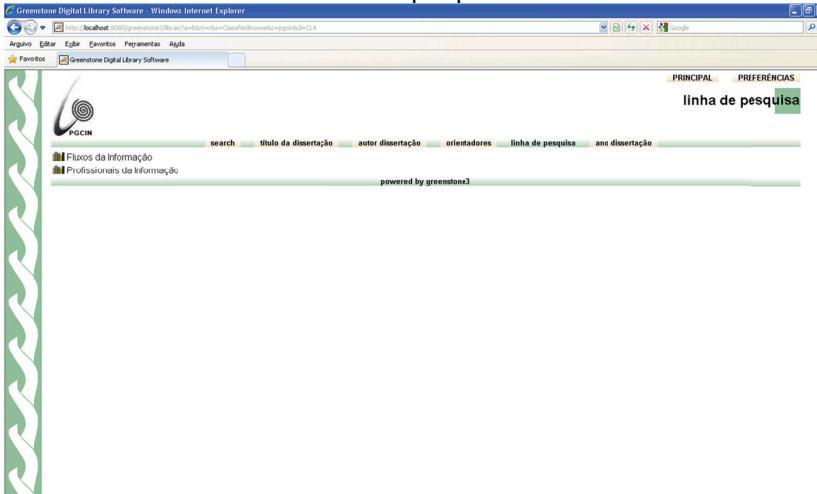 Greenstone Digital Library Software - Windows Internet Explorer
http://localhost:8080/greenstone3/library?a=b&rt=r&s=ClassifierBrowse&c=pgcin&cl=CL4
Google
Arquivo Editar Exibir Favoritos Ferramentas Ajuda
Favoritos Greenstone Digital Library Software
PRINCIPAL PREFERÊNCIAS
linha de pesquisa
PGCIN
search título da dissertação autor dissertação orientadores linha de pesquisa ano dissertação
Fluxos da Informação
Profissionais da Informação
powered by greenstone3